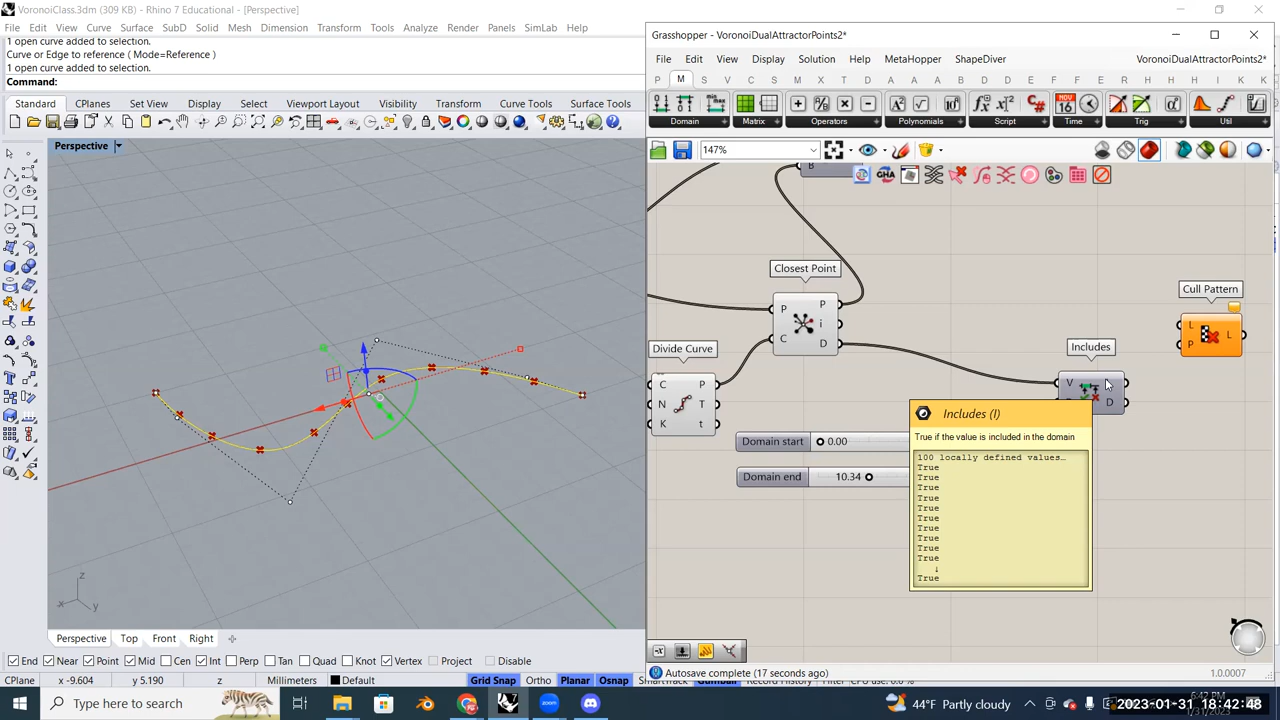 VoronoiClass.3dm (309 KB) - Rhino 7 Educational - [Perspective]
File Edit View Curve Surface SubD Solid Mesh Dimension Transform Tools Analyze Render Panels SimLab Help
1 open curve added to selection.
Curve or Edge to reference ( Mode=Reference )
1 open curve added to selection.
Command:
Standard CPlanes Set View Display Select Viewport Layout Visibility Transform Curve Tools Surface Tools
Perspective
z
x
y
Perspective Top Front Right
End Near Point Mid Cen Int Perp Tan Quad Knot Vertex Project Disable
CPlane x -9.604 y 5.190 z Millimeters Default Grid Snap Ortho Planar Osnap SmartTrack Gumball Record History Filter
Grasshopper - VoronoiDualAttractorPoints2*
File Edit View Display Solution Help MetaHopper ShapeDiver VoronoiDualAttractorPoints2*
P M S V C S M X T D R W L P H E L F K U K A S H K L K
Domain Matrix Operators Polynomials Script Time Trig Util
147%
B
Closest Point
P
C
P
i
D
Divide Curve
C
N
K
P
T
t
Domain start 0.00
Domain end 10.34
Includes
V
D
Cull Pattern
L
P
L
Includes (I)
True if the value is included in the domain
100 locally defined values…
True
True
True
True
True
True
True
True
True
True
↓
True
Autosave complete (17 seconds ago)
1.0.0007
Type here to search
44°F Partly cloudy
2023-01-31 18:42:48